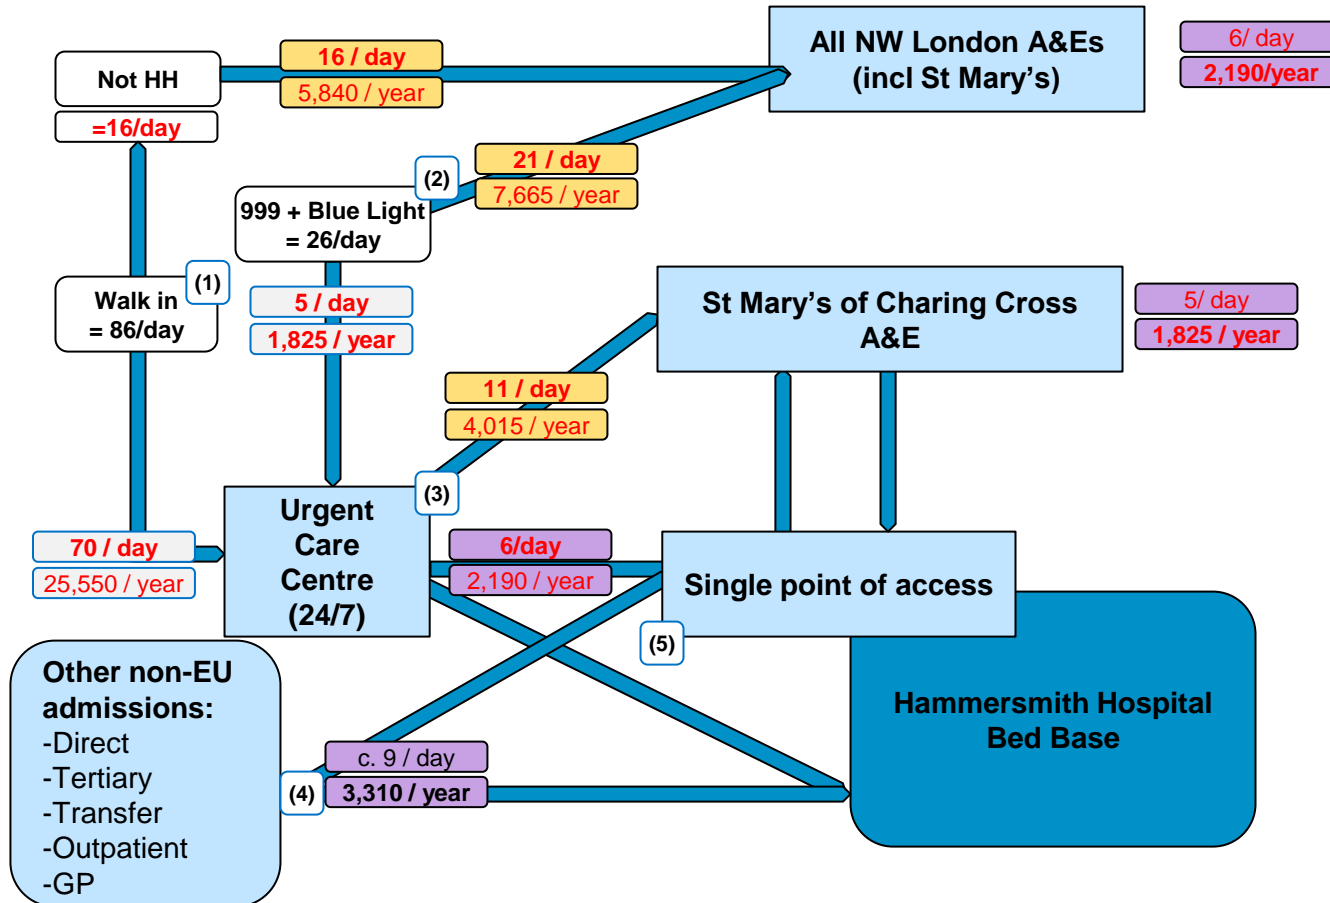 Not HH
=16/day
16 / day
5,840 / year
All NW London A&Es
(incl St Mary’s)
6/ day
2,190/year
(2)
21 / day
7,665 / year
999 + Blue Light
= 26/day
(1)
Walk in
= 86/day
5 / day
1,825 / year
St Mary’s of Charing Cross
A&E
5/ day
1,825 / year
11 / day
4,015 / year
(3)
Urgent
Care
Centre
(24/7)
70 / day
25,550 / year
6/day
2,190 / year
Single point of access
(5)
Other non-EU
admissions:
-Direct
-Tertiary
-Transfer
-Outpatient
-GP
(4)
c. 9 / day
3,310 / year
Hammersmith Hospital
Bed Base